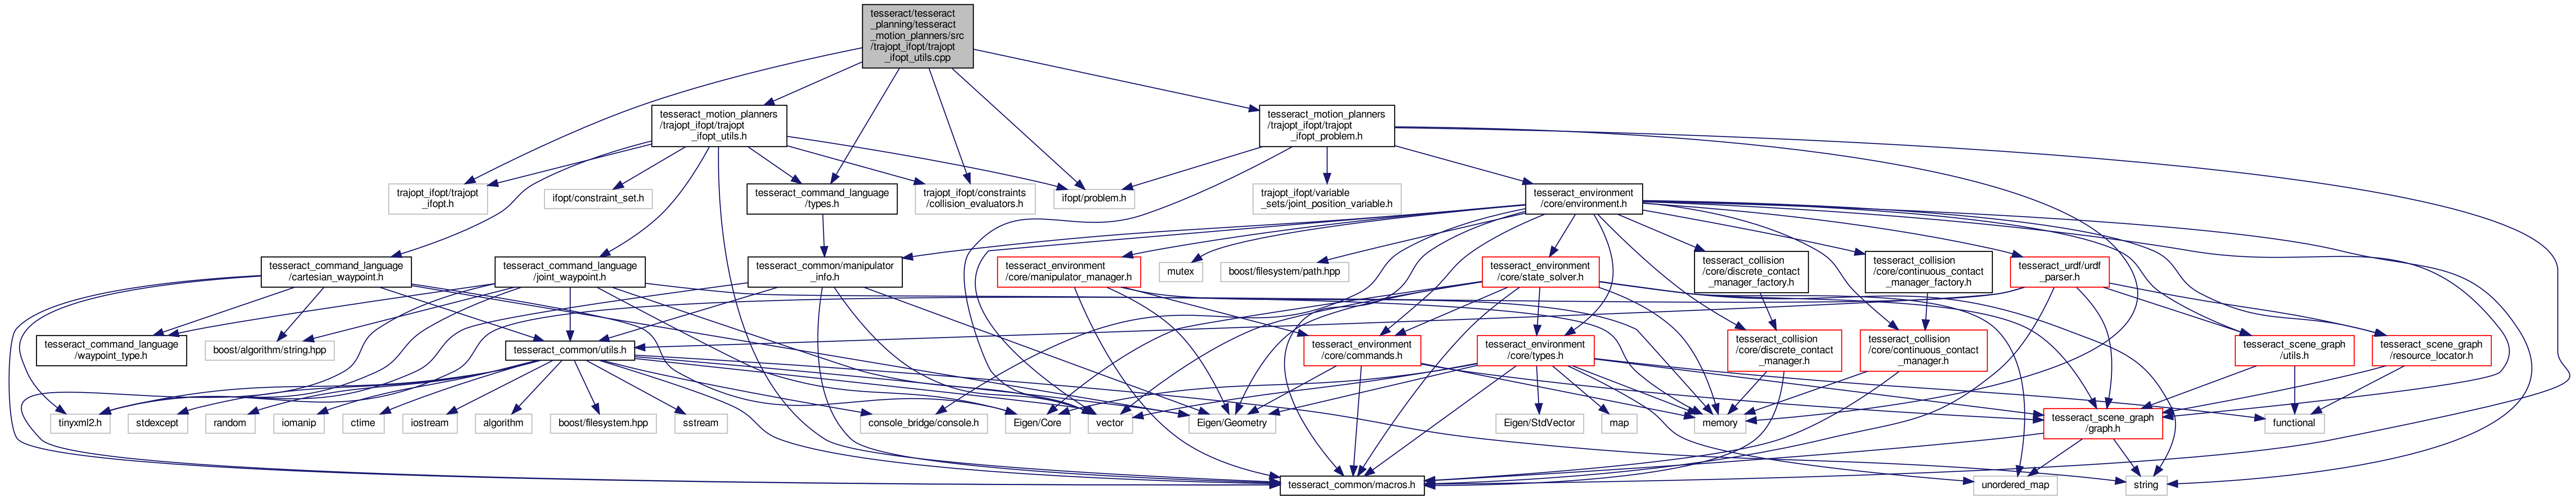 tesseract/tesseract
_planning/tesseract
_motion_planners/src
/trajopt_ifopt/trajopt
_ifopt_utils.cpp
tesseract_motion_planners
/trajopt_ifopt/trajopt
_ifopt_utils.h
tesseract_motion_planners
/trajopt_ifopt/trajopt
_ifopt_problem.h
trajopt_ifopt/trajopt
_ifopt.h
ifopt/constraint_set.h
tesseract_command_language
/types.h
trajopt_ifopt/constraints
/collision_evaluators.h
ifopt/problem.h
trajopt_ifopt/variable
_sets/joint_position_variable.h
tesseract_environment
/core/environment.h
tesseract_command_language
/cartesian_waypoint.h
tesseract_command_language
/joint_waypoint.h
tesseract_common/manipulator
_info.h
tesseract_environment
/core/manipulator_manager.h
mutex
boost/filesystem/path.hpp
tesseract_environment
/core/state_solver.h
tesseract_collision
/core/discrete_contact
_manager_factory.h
tesseract_collision
/core/continuous_contact
_manager_factory.h
tesseract_urdf/urdf
_parser.h
tesseract_command_language
/waypoint_type.h
boost/algorithm/string.hpp
tesseract_common/utils.h
tesseract_environment
/core/commands.h
tesseract_environment
/core/types.h
tesseract_collision
/core/discrete_contact
_manager.h
tesseract_collision
/core/continuous_contact
_manager.h
tesseract_scene_graph
/utils.h
tesseract_scene_graph
/resource_locator.h
tinyxml2.h
stdexcept
random
iomanip
ctime
iostream
algorithm
boost/filesystem.hpp
sstream
console_bridge/console.h
Eigen/Core
vector
Eigen/Geometry
Eigen/StdVector
map
memory
tesseract_scene_graph
/graph.h
functional
tesseract_common/macros.h
unordered_map
string